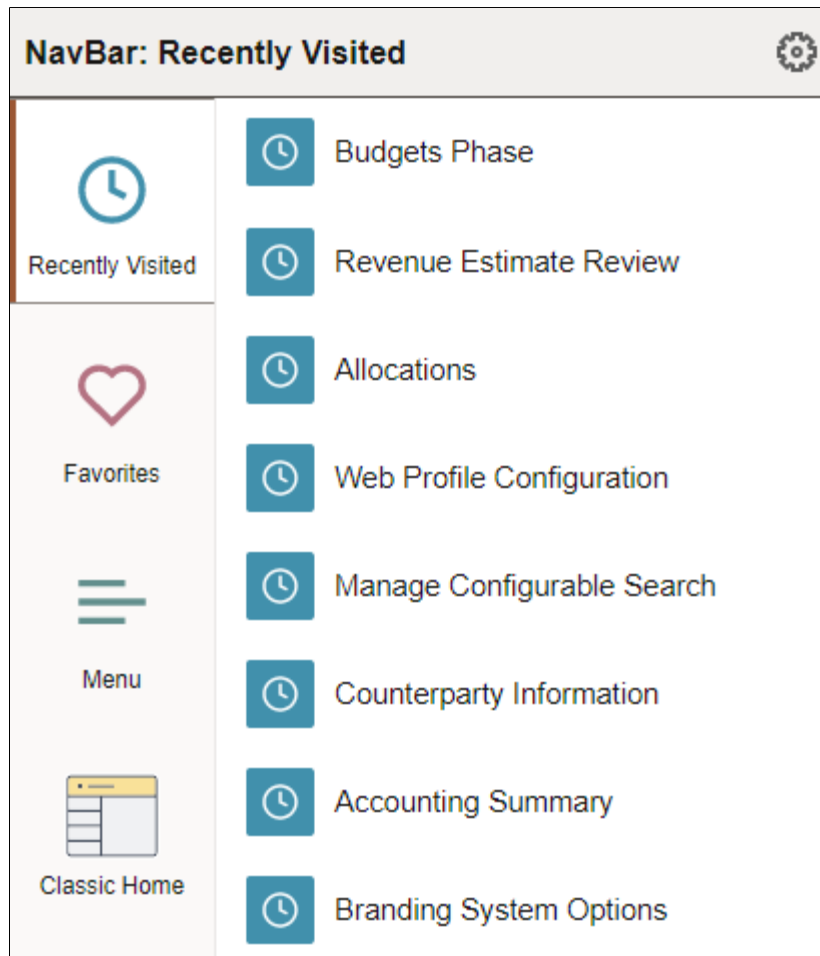 NavBar: Recently Visited
Recently Visited
Favorites
Menu
Classic Home
Budgets Phase
Revenue Estimate Review
Allocations
Web Profile Configuration
Manage Configurable Search
Counterparty Information
Accounting Summary
Branding System Options